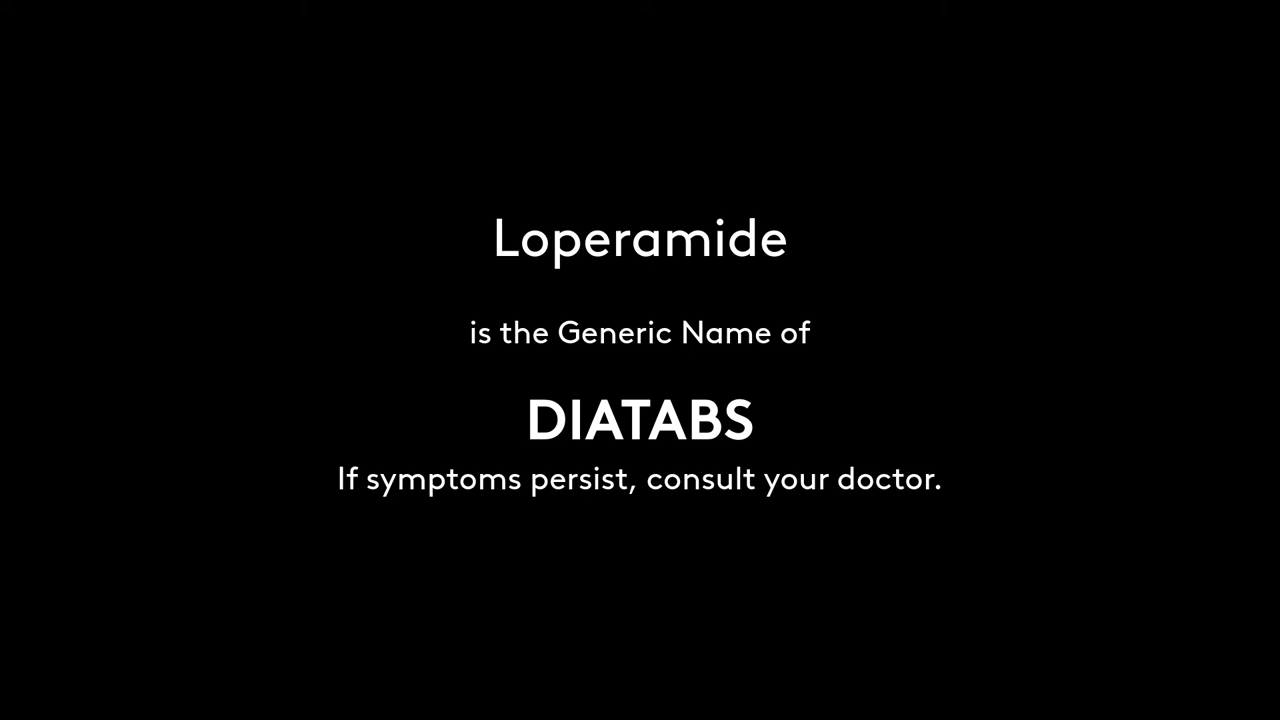 Loperamide
is the Generic Name of
DIATABS
If symptoms persist, consult your doctor.